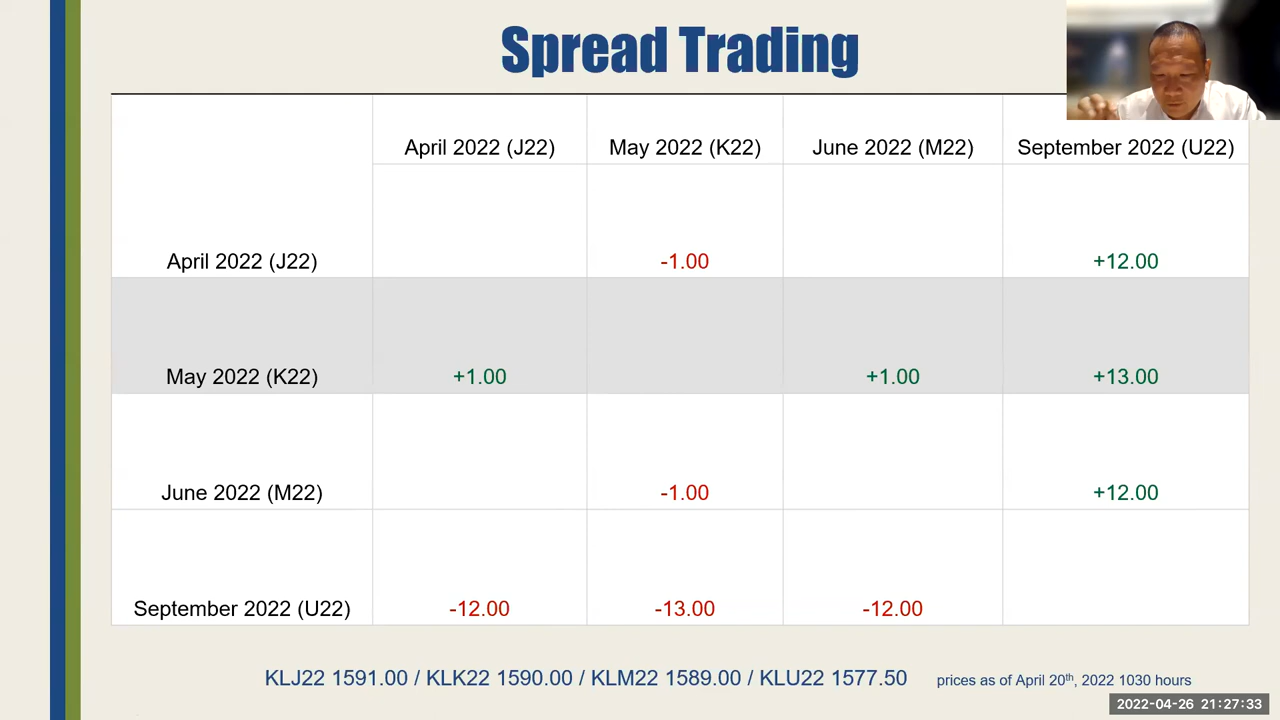 Spread Trading
April 2022 (J22) May 2022 (K22) June 2022 (M22) September 2022 (U22)
April 2022 (J22) -1.00 +12.00
May 2022 (K22) +1.00 +1.00 +13.00
June 2022 (M22) -1.00 +12.00
September 2022 (U22) -12.00 -13.00 -12.00
KLJ22 1591.00 / KLK22 1590.00 / KLM22 1589.00 / KLU22 1577.50 prices as of April 20th, 2022 1030 hours
2022-04-26 21:27:33